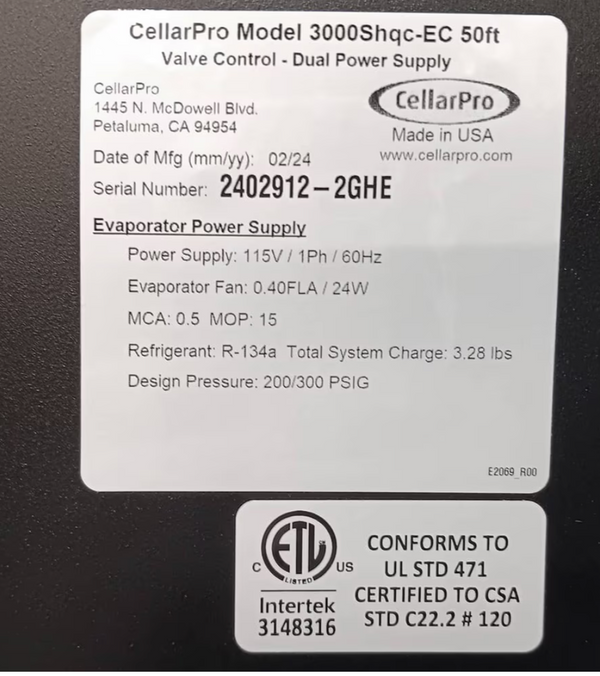 CellarPro Model 3000Shqc-EC 50ft
Valve Control - Dual Power Supply
CellarPro
1445 N. McDowell Blvd.
Petaluma, CA 94954
CellarPro
Made in USA
www.cellarpro.com
Date of Mfg (mm/yy): 02/24
Serial Number: 2402912-2GHE
Evaporator Power Supply
Power Supply: 115V / 1Ph / 60Hz
Evaporator Fan: 0.40FLA / 24W
MCA: 0.5 MOP: 15
Refrigerant: R-134a Total System Charge: 3.28 lbs
Design Pressure: 200/300 PSIG
E2069_R00
C ETL US
LISTED
Intertek
3148316
CONFORMS TO
UL STD 471
CERTIFIED TO CSA
STD C22.2 # 120